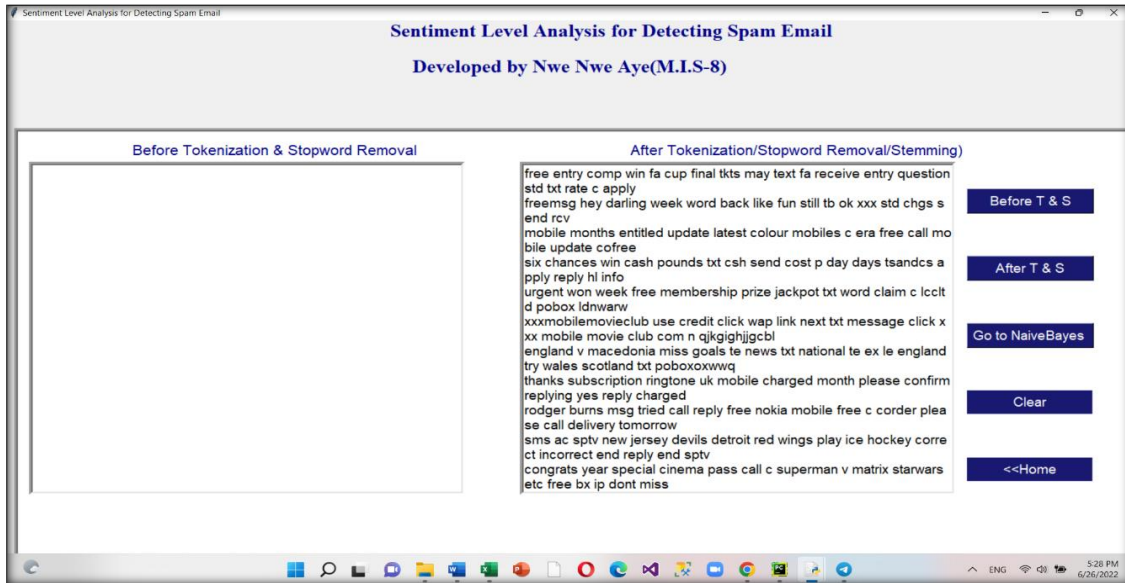 Sentiment Level Analysis for Detecting Spam Email
Sentiment Level Analysis for Detecting Spam Email
Developed by Nwe Nwe Aye(M.I.S-8)
Before Tokenization & Stopword Removal
After Tokenization/Stopword Removal/Stemming)
free entry comp win fa cup final tkts may text fa receive entry question
std txt rate c apply
freemsg hey darling week word back like fun still tb ok xxx std chgs s
end rcv
mobile months entitled update latest colour mobiles c era free call mo
bile update cofree
six chances win cash pounds txt csh send cost p day days tsandcs a
pply reply hl info
urgent won week free membership prize jackpot txt word claim c lcclt
d pobox ldnwarw
xxxmobilemovieclub use credit click wap link next txt message click x
xx mobile movie club com n qjkgighjjgcbl
england v macedonia miss goals te news txt national te ex le england
try wales scotland txt poboxoxwwq
thanks subscription ringtone uk mobile charged month please confirm
replying yes reply charged
rodger burns msg tried call reply free nokia mobile free c corder plea
se call delivery tomorrow
sms ac sptv new jersey devils detroit red wings play ice hockey corre
ct incorrect end reply end sptv
congrats year special cinema pass call c superman v matrix starwars
etc free bx ip dont miss
Before T & S
After T & S
Go to NaiveBayes
Clear
<<Home
ENG
5:28 PM
6/26/2022